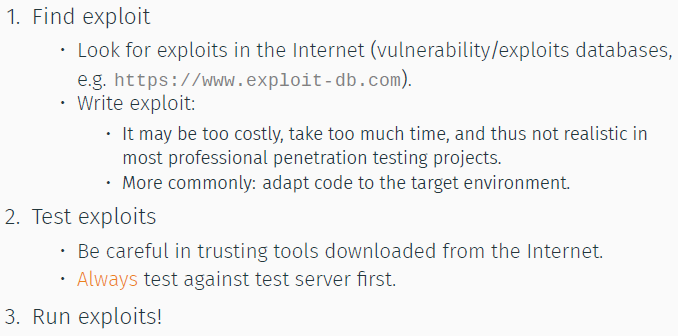 1. Find exploit
· Look for exploits in the Internet (vulnerability/exploits databases,
e.g. https://www.exploit-db.com).
· Write exploit:
· It may be too costly, take too much time, and thus not realistic in
most professional penetration testing projects.
· More commonly: adapt code to the target environment.
2. Test exploits
· Be careful in trusting tools downloaded from the Internet.
· Always test against test server first.
3. Run exploits!